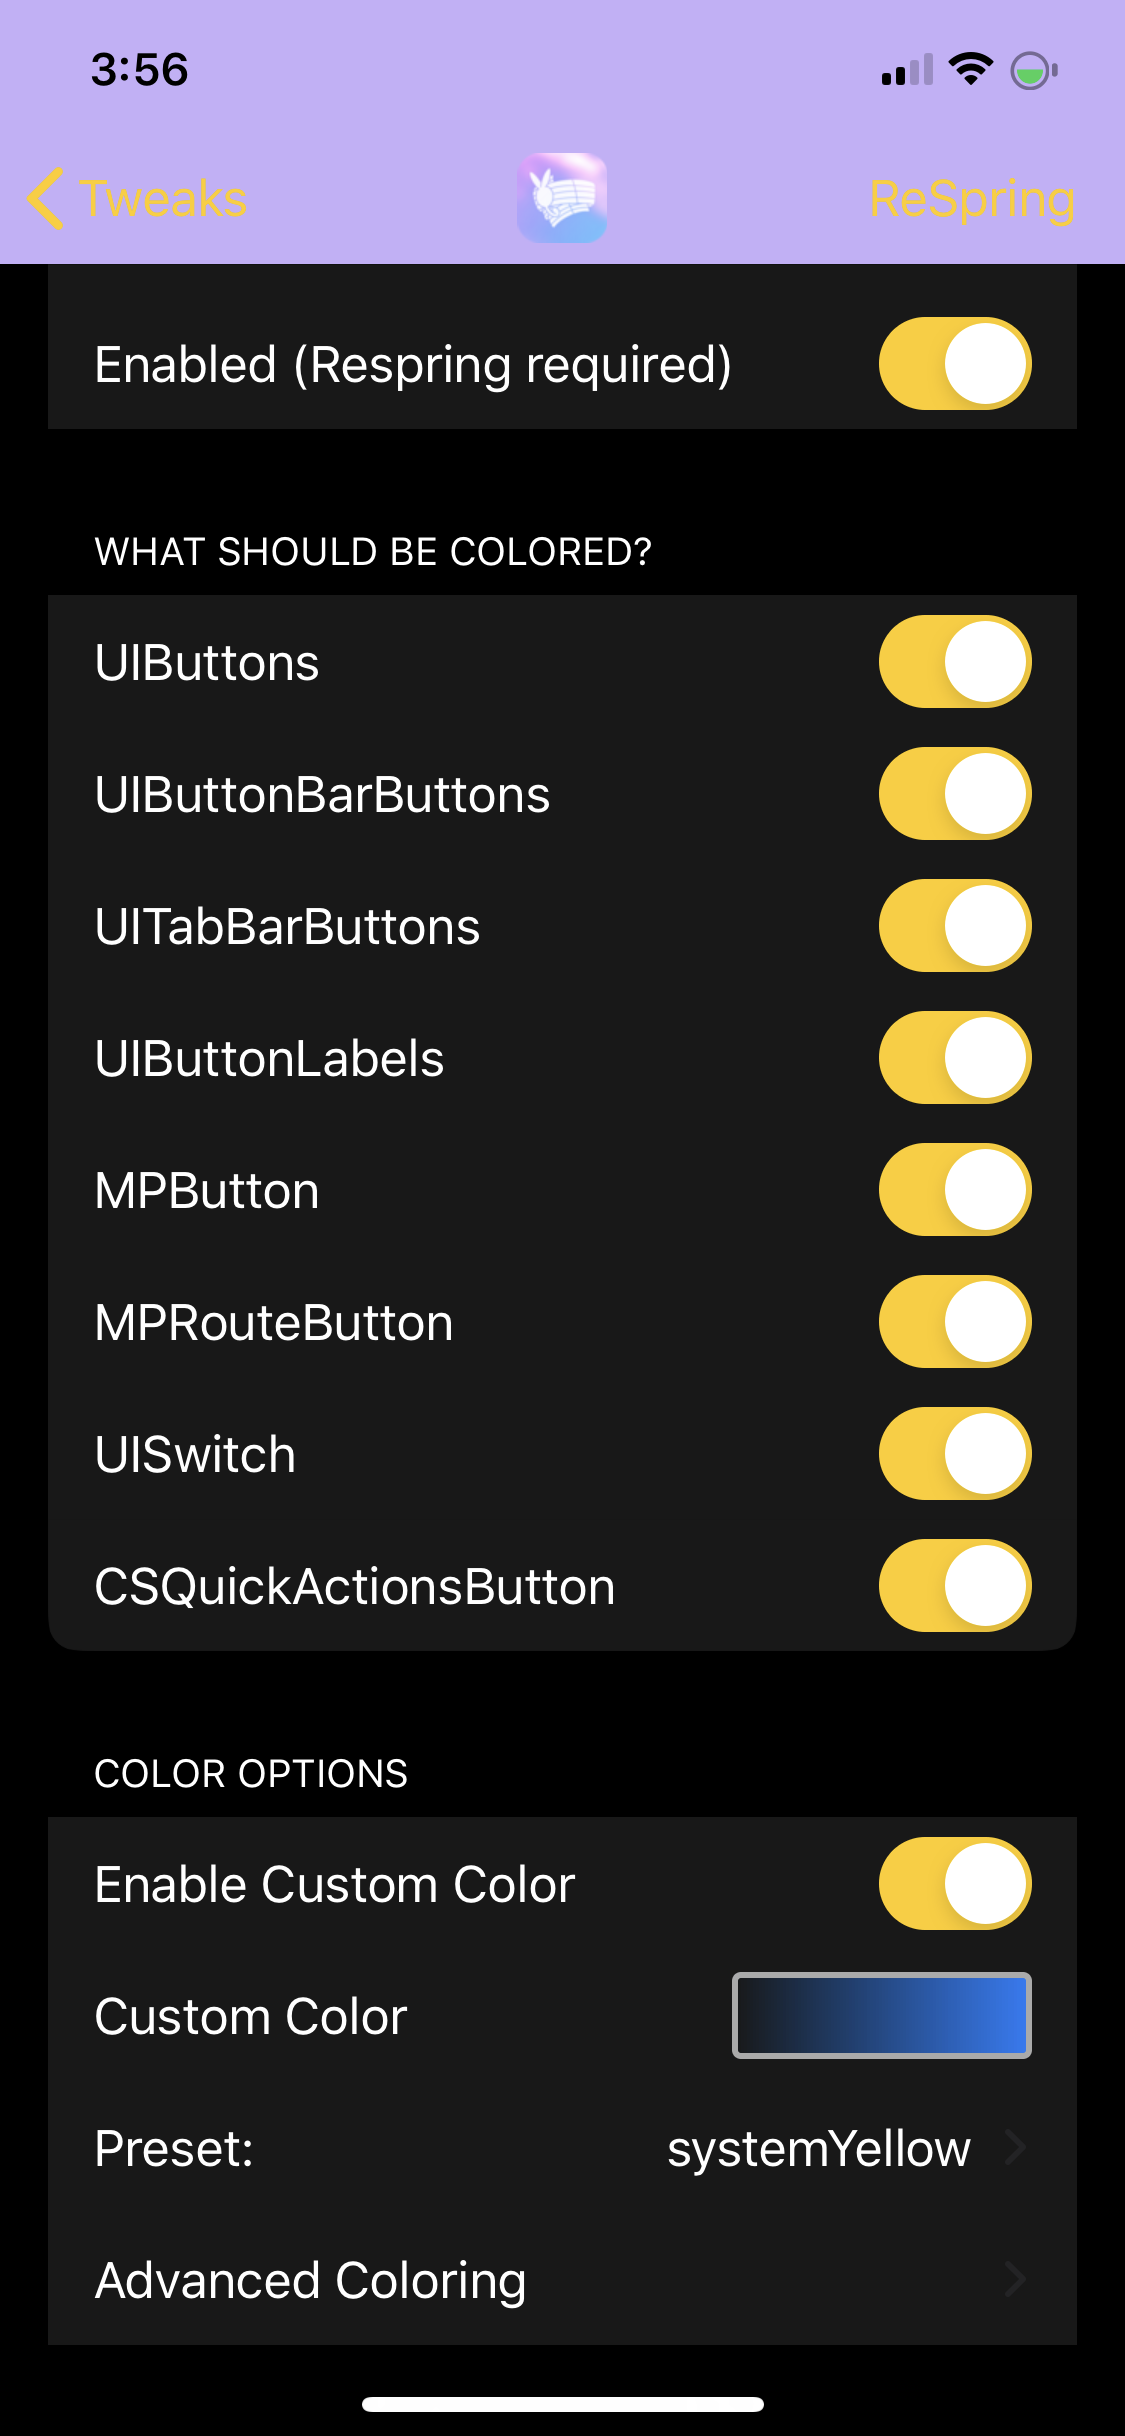 3:56
Tweaks
ReSpring
Enabled (Respring required)
WHAT SHOULD BE COLORED?
UIButtons
UIButtonBarButtons
UITabBarButtons
UIButtonLabels
MPButton
MPRouteButton
UISwitch
CSQuickActionsButton
COLOR OPTIONS
Enable Custom Color
Custom Color
Preset: systemYellow
Advanced Coloring